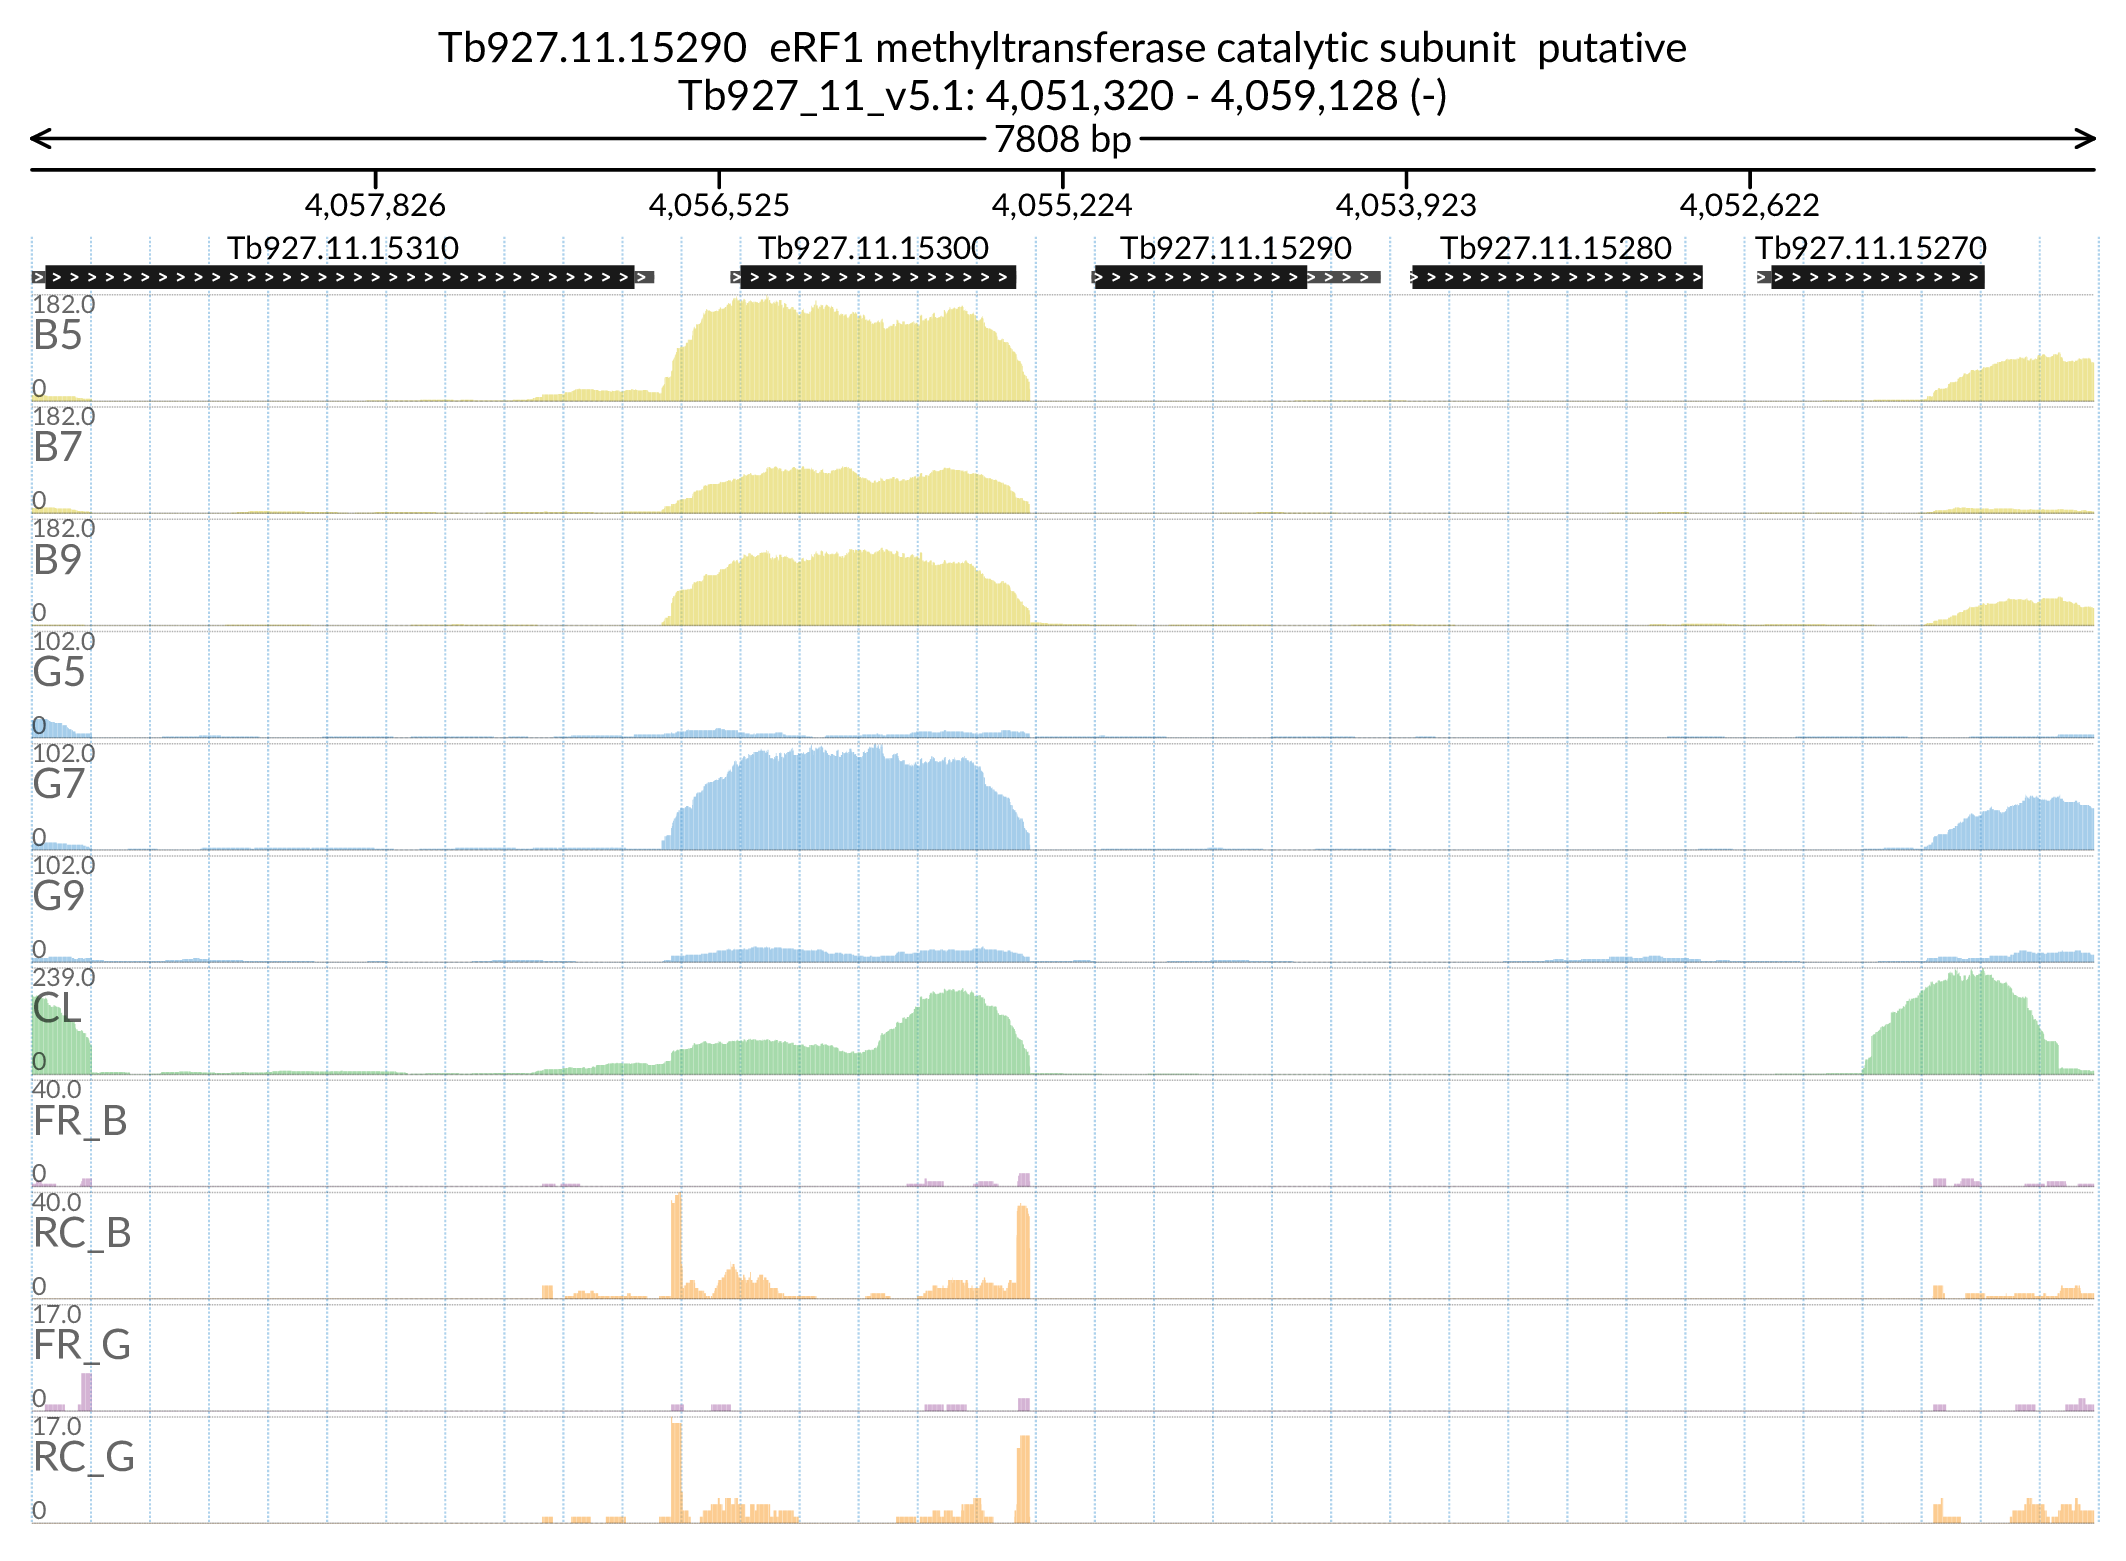 Tb927.11.15290  eRF1 methyltransferase catalytic subunit  putative
Tb927_11_v5.1: 4,051,320 - 4,059,128 (-)
7808 bp
4,057,826 4,056,525 4,055,224 4,053,923 4,052,622
Tb927.11.15310 Tb927.11.15300 Tb927.11.15290 Tb927.11.15280 Tb927.11.15270
182.0
B5
0
182.0
B7
0
182.0
B9
0
102.0
G5
0
102.0
G7
0
102.0
G9
0
239.0
CL
0
40.0
FR_B
0
40.0
RC_B
0
17.0
FR_G
0
17.0
RC_G
0